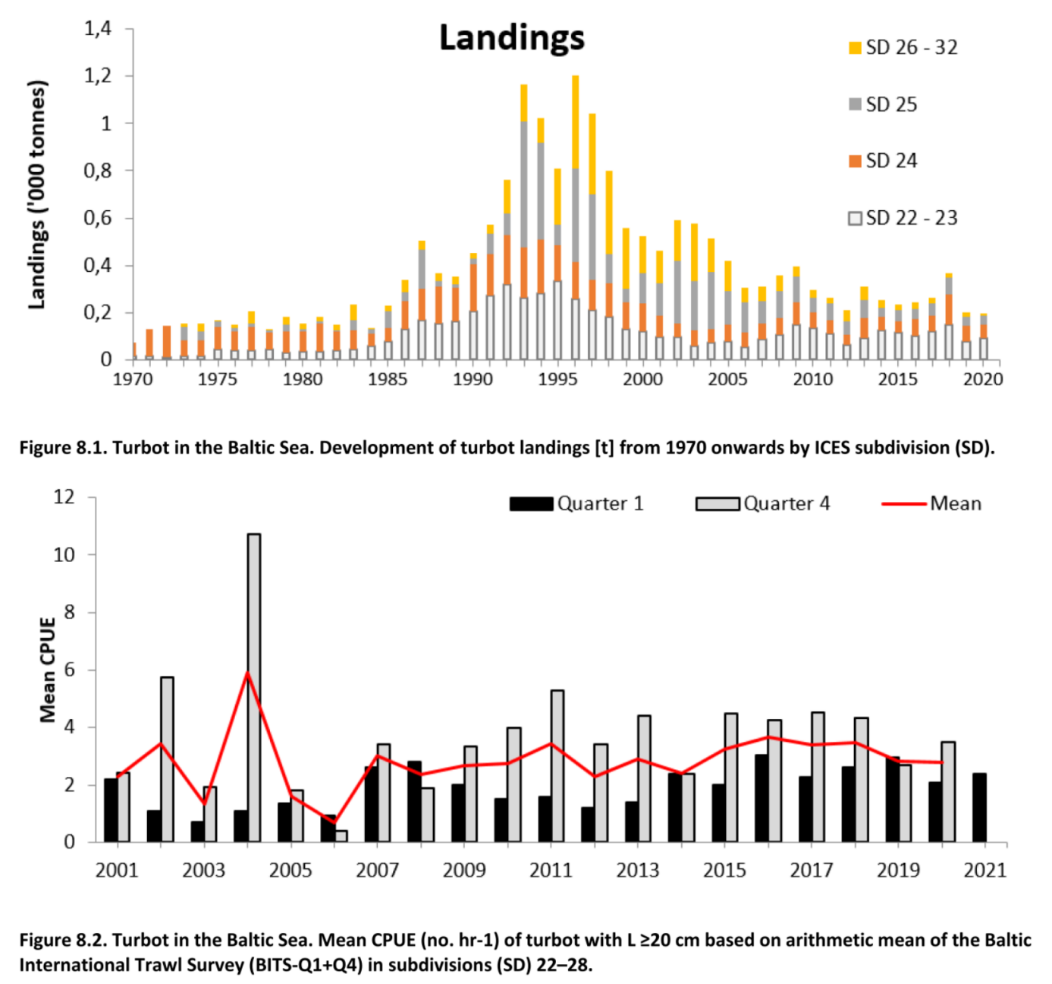 Landings
1,4
1,2
1
0,8
0,6
0,4
0,2
0
Landings ('000 tonnes)
SD 26 - 32
SD 25
SD 24
SD 22 - 23
1970 1975 1980 1985 1990 1995 2000 2005 2010 2015 2020
Figure 8.1. Turbot in the Baltic Sea. Development of turbot landings [t] from 1970 onwards by ICES subdivision (SD).
12
10
8
6
4
2
0
Mean CPUE
Quarter 1 Quarter 4 Mean
2001 2003 2005 2007 2009 2011 2013 2015 2017 2019 2021
Figure 8.2. Turbot in the Baltic Sea. Mean CPUE (no. hr-1) of turbot with L ≥20 cm based on arithmetic mean of the Baltic
International Trawl Survey (BITS-Q1+Q4) in subdivisions (SD) 22–28.